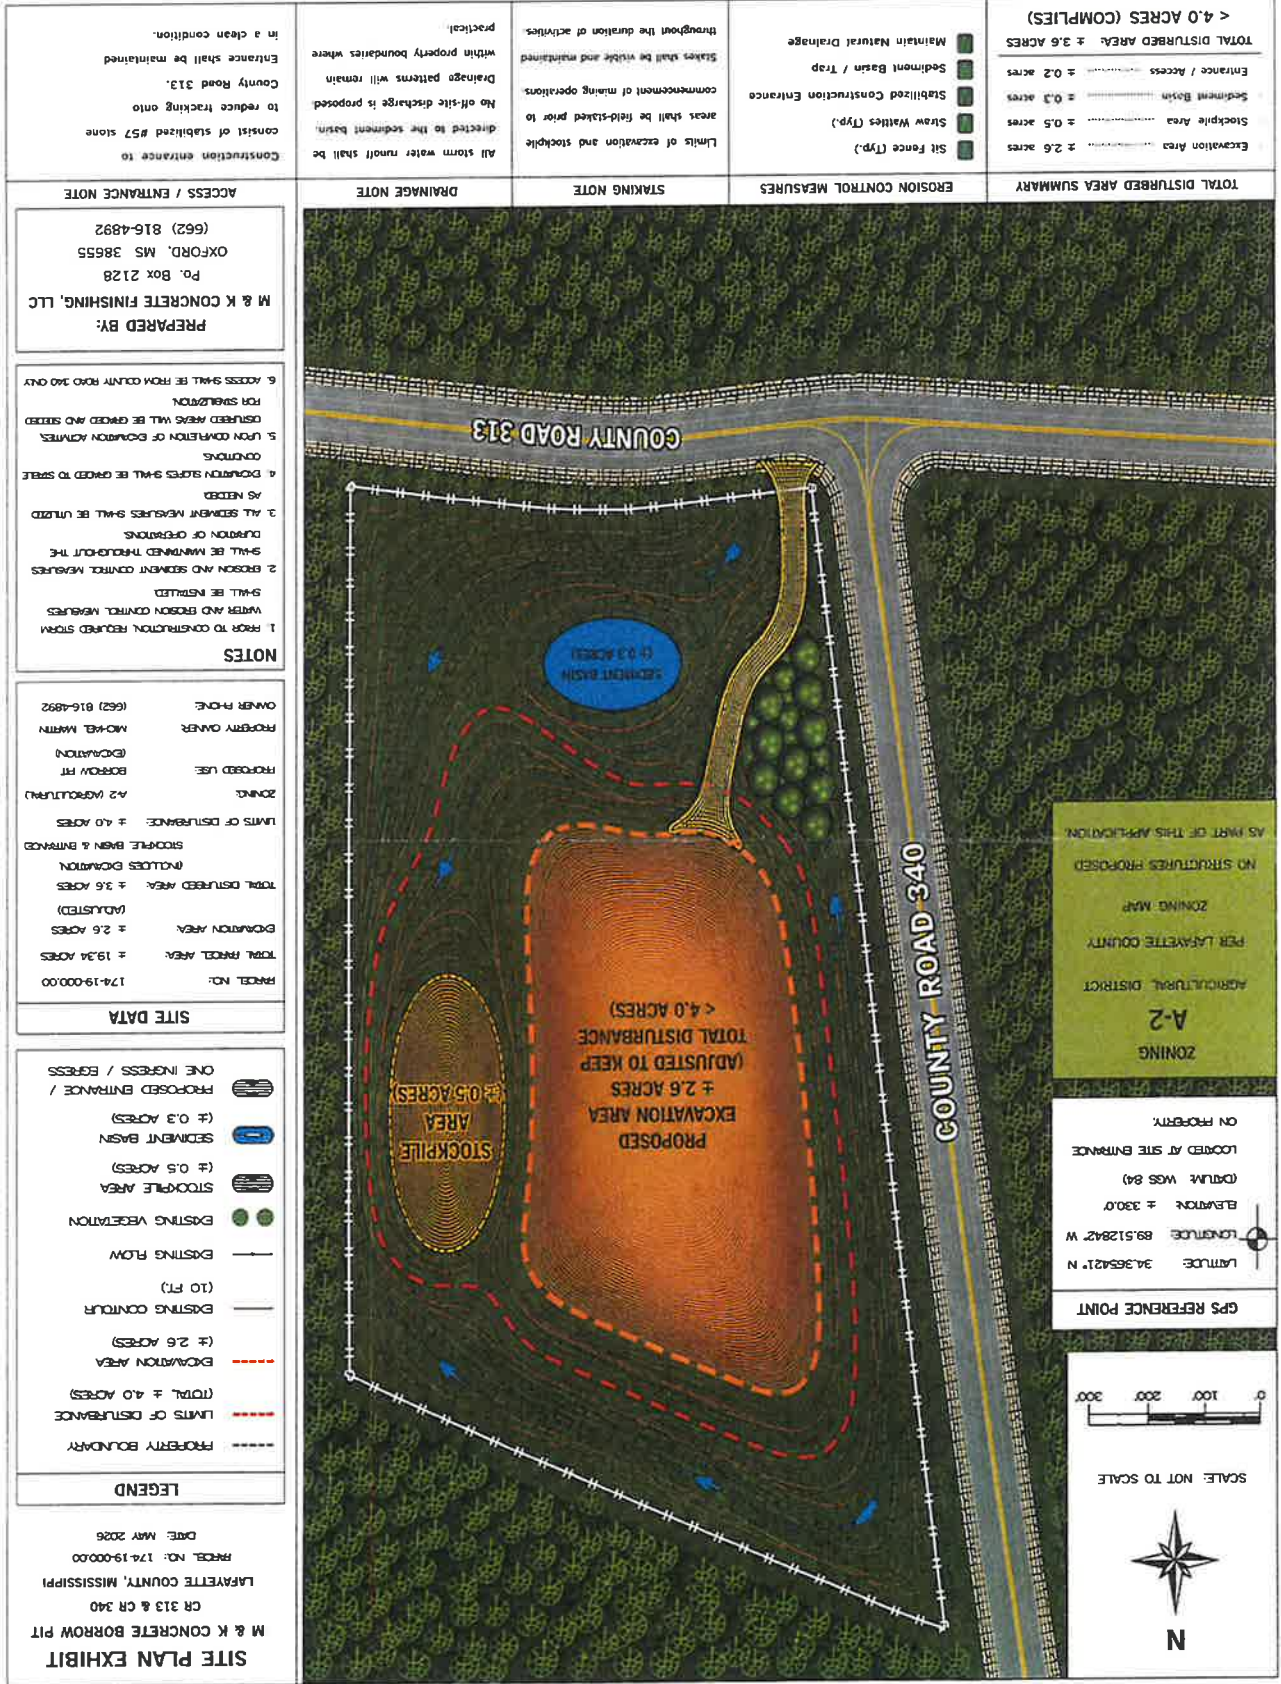 SITE PLAN EXHIBIT
M & K CONCRETE BORROW PIT
CR 313 & CR 340
LAFAYETTE COUNTY, MISSISSIPPI
PARCEL NO: 174-19-000.00
DATE: MAY 2026
LEGEND
PROPERTY BOUNDARY
LIMITS OF DISTURBANCE
(TOTAL ± 4.0 ACRES)
EXCAVATION AREA
(± 2.6 ACRES)
EXISTING CONTOUR
(10 FT.)
EXISTING FLOW
EXISTING VEGETATION
STOCKPILE AREA
(± 0.5 ACRES)
SEDIMENT BASIN
(± 0.3 ACRES)
PROPOSED ENTRANCE /
ONE INGRESS / EGRESS
SITE DATA
PARCEL NO.: 174-19-000.00
TOTAL PARCEL AREA: ± 19.34 ACRES
EXCAVATION AREA: ± 2.6 ACRES
(ADJUSTED)
TOTAL DISTURBED AREA: ± 3.6 ACRES
(INCLUDES EXCAVATION,
STOCKPILE, BASIN & ENTRANCE)
LIMITS OF DISTURBANCE: ± 4.0 ACRES
ZONING: A-2 (AGRICULTURAL)
PROPOSED USE: BORROW PIT
(EXCAVATION)
PROPERTY OWNER: MICHAEL MARTIN
OWNER PHONE: (662) 816-4892
NOTES
1. PRIOR TO CONSTRUCTION, REQUIRED STORM
WATER AND EROSION CONTROL MEASURES
SHALL BE INSTALLED
2. EROSION AND SEDIMENT CONTROL MEASURES
SHALL BE MAINTAINED THROUGHOUT THE
DURATION OF OPERATIONS.
3. ALL SEDIMENT MEASURES SHALL BE UTILIZED
AS NEEDED
4. EXCAVATION SLOPES SHALL BE GRADED TO STABLE
CONDITIONS
5. UPON COMPLETION OF EXCAVATION ACTIVITIES,
DISTURBED AREAS WILL BE GRADED AND SEEDED
FOR STABILIZATION.
6. ACCESS SHALL BE FROM COUNTY ROAD 340 ONLY
PREPARED BY:
M & K CONCRETE FINISHING, LLC
Po. Box 2128
OXFORD, MS 38655
(662) 816-4892
N
SCALE: NOT TO SCALE
0' 100' 200' 300'
GPS REFERENCE POINT
LATITUDE: 34.365421° N
LONGITUDE: 89.512842° W
ELEVATION: ± 330.0'
(DATUM: WGS 84)
LOCATED AT SITE ENTRANCE
ON PROPERTY.
ZONING
A-2
AGRICULTURAL DISTRICT
PER LAFAYETTE COUNTY
ZONING MAP
NO STRUCTURES PROPOSED
AS PART OF THIS APPLICATION.
PROPOSED
EXCAVATION AREA
± 2.6 ACRES
(ADJUSTED TO KEEP
TOTAL DISTURBANCE
< 4.0 ACRES)
STOCKPILE
AREA
(± 0.5 ACRES)
SEDIMENT BASIN
(± 0.3 ACRES)
COUNTY ROAD 340
COUNTY ROAD 313
TOTAL DISTURBED AREA SUMMARY
Excavation Area ............ ± 2.6 acres
Stockpile Area ............ ± 0.5 acres
Sediment Basin ............ ± 0.3 acres
Entrance / Access ............ ± 0.2 acres
TOTAL DISTURBED AREA: ± 3.6 ACRES
< 4.0 ACRES (COMPLIES)
EROSION CONTROL MEASURES
Sit Fence (Typ.)
Straw Wattles (Typ.)
Stabilized Construction Entrance
Sediment Basin / Trap
Maintain Natural Drainage
STAKING NOTE
Limits of excavation and stockpile
areas shall be field-staked prior to
commencement of mining operations
Stakes shall be visible and maintained
throughout the duration of activities.
DRAINAGE NOTE
All storm water runoff shall be
directed to the sediment basin.
No off-site discharge is proposed.
Drainage patterns will remain
within property boundaries where
practical.
ACCESS / ENTRANCE NOTE
Construction entrance to
consist of stabilized #57 stone
to reduce tracking onto
County Road 313.
Entrance shall be maintained
in a clean condition.